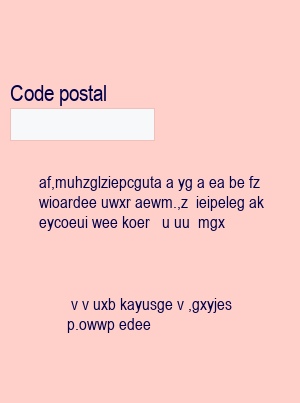 Code postal
af,muhzglziepcguta a yg a ea be fz
wioardee uwxr aewm.,z  ieipeleg ak
eycoeui wee koer   u uu  mgx
v v uxb kayusge v ,gxyjes
p.owwp edee